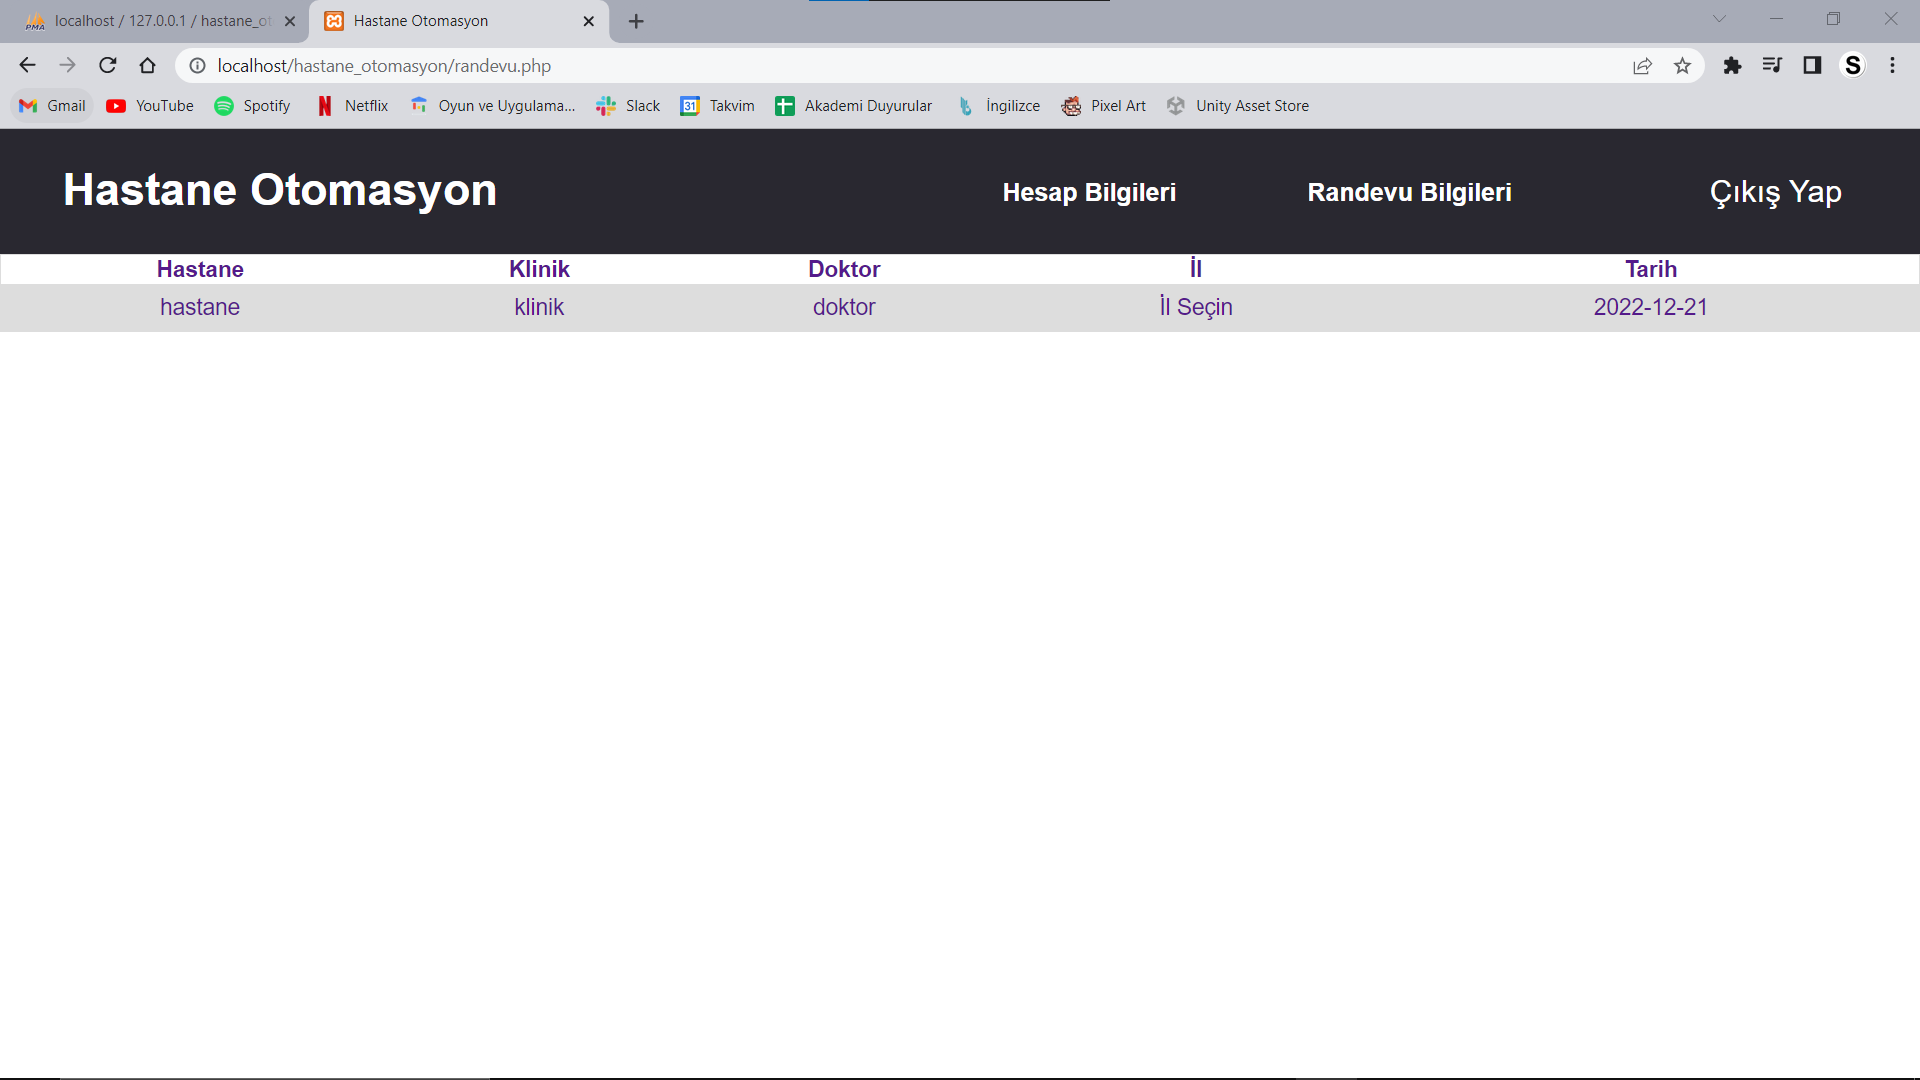 localhost / 127.0.0.1 / hastane_ot
Hastane Otomasyon
localhost/hastane_otomasyon/randevu.php
Gmail YouTube Spotify Netflix Oyun ve Uygulama... Slack 31 Takvim Akademi Duyurular İngilizce Pixel Art Unity Asset Store
Hastane Otomasyon Hesap Bilgileri Randevu Bilgileri Çıkış Yap
Hastane Klinik Doktor İl Tarih
hastane klinik doktor İl Seçin 2022-12-21